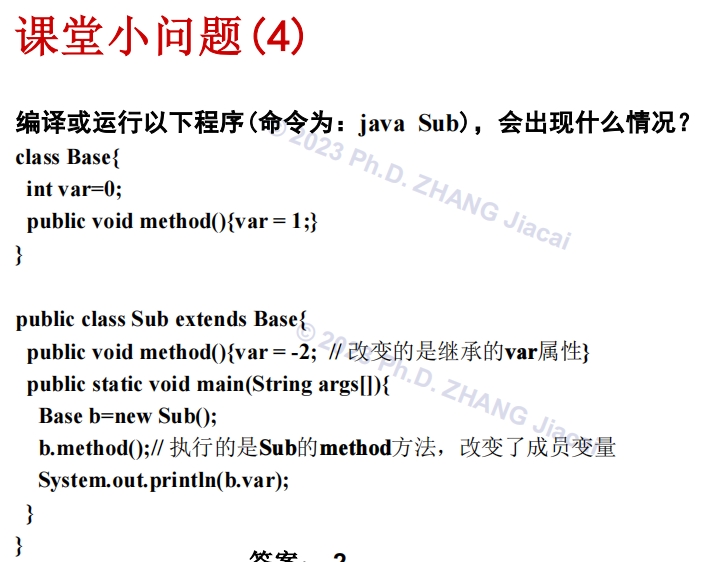 课堂小问题(4)
编译或运行以下程序(命令为：java Sub)，会出现什么情况？
class Base{
int var=0;
public void method(){var = 1;}
}
public class Sub extends Base{
public void method(){var = -2; // 改变的是继承的var属性}
public static void main(String args[]){
Base b=new Sub();
b.method();// 执行的是Sub的method方法，改变了成员变量
System.out.println(b.var);
}
}
© 2023 Ph.D. ZHANG Jiacai
© 2023 Ph.D. ZHANG Jiacai